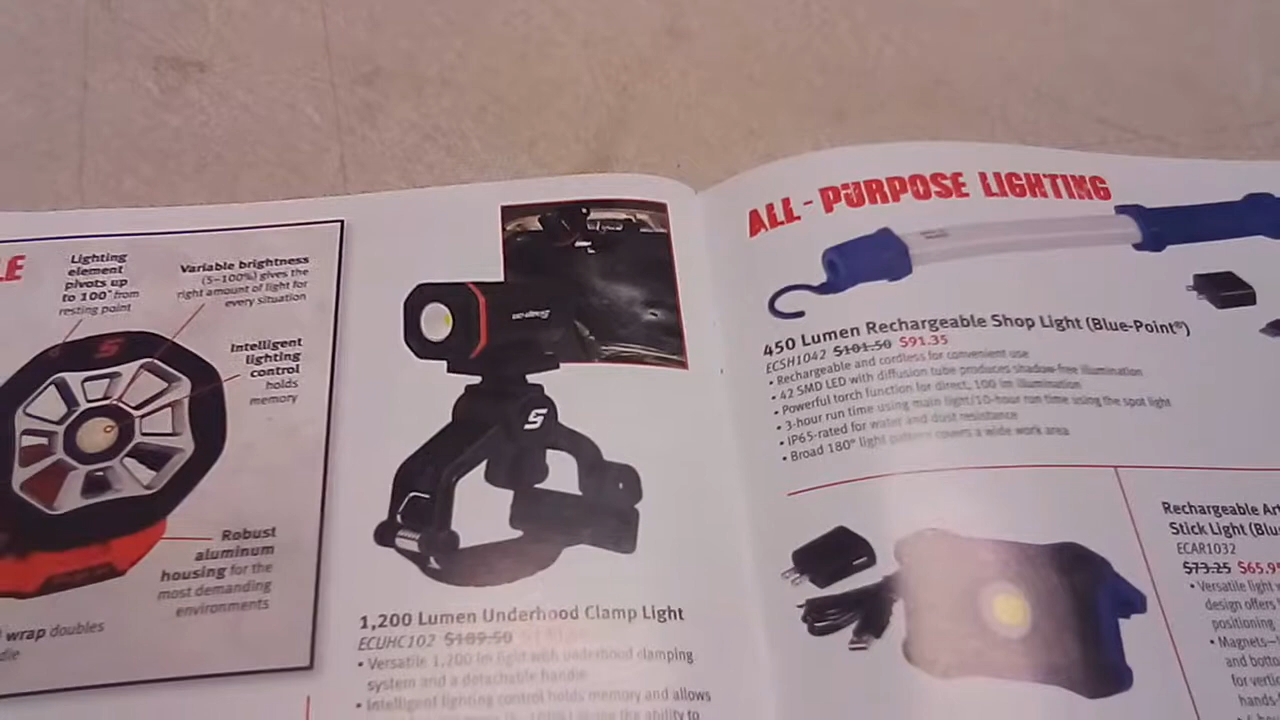 LE
Lighting
element
pivots up
to 100° from
resting point
Variable brightness
(5–100%) gives the
right amount of light for
every situation
Intelligent
lighting
control
holds
memory
Robust
aluminum
housing for the
most demanding
environments
wrap doubles
dle
Snap-on
S
1,200 Lumen Underhood Clamp Light
ECUHC102 $189.50
• Versatile 1,200 lm light with underhood clamping
system and a detachable handle
• Intelligent lighting control holds memory and allows
the ability to
ALL-PURPOSE LIGHTING
450 Lumen Rechargeable Shop Light (Blue-Point®)
ECSH1042 $101.50 $91.35
• Rechargeable and cordless for convenient use
• 42 SMD LED with diffusion tube produces shadow-free illumination
• Powerful torch function for direct, 100 lm illumination
• 3-hour run time using main light/10-hour run time using the spot light
• IP65-rated for water and dust resistance
• Broad 180° light pattern covers a wide work area
Rechargeable Ar
Stick Light (Blu
ECAR1032
$73.25 $65.9
• Versatile light
design offers
positioning,
• Magnets—
and botto
for vertic
hands-